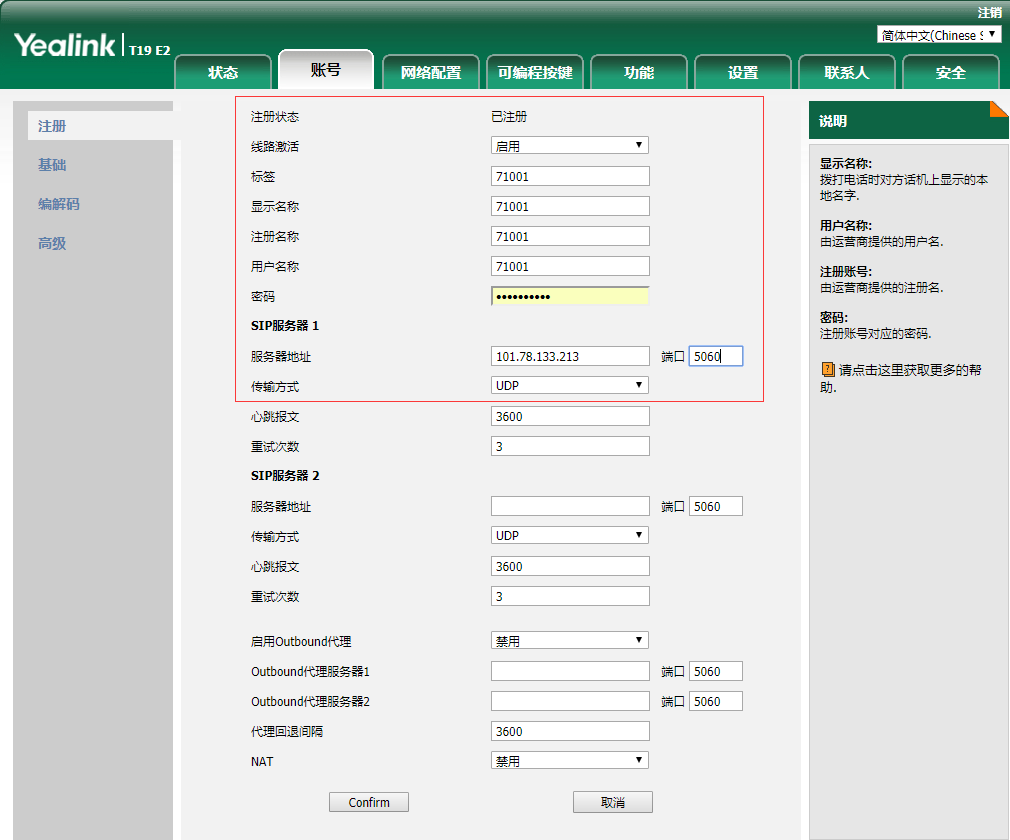 注销
Yealink T19 E2
简体中文(Chinese S
状态 账号 网络配置 可编程按键 功能 设置 联系人 安全
注册
基础
编解码
高级
注册状态 已注册
线路激活 启用
标签 71001
显示名称 71001
注册名称 71001
用户名称 71001
密码 ••••••••••
SIP服务器 1
服务器地址 101.78.133.213 端口 5060
传输方式 UDP
心跳报文 3600
重试次数 3
SIP服务器 2
服务器地址 端口 5060
传输方式 UDP
心跳报文 3600
重试次数 3
启用Outbound代理 禁用
Outbound代理服务器1 端口 5060
Outbound代理服务器2 端口 5060
代理回退间隔 3600
NAT 禁用
Confirm 取消
说明
显示名称:
拨打电话时对方话机上显示的本
地名字.
用户名称:
由运营商提供的用户名.
注册账号:
由运营商提供的注册名.
密码:
注册账号对应的密码.
? 请点击这里获取更多的帮
助.